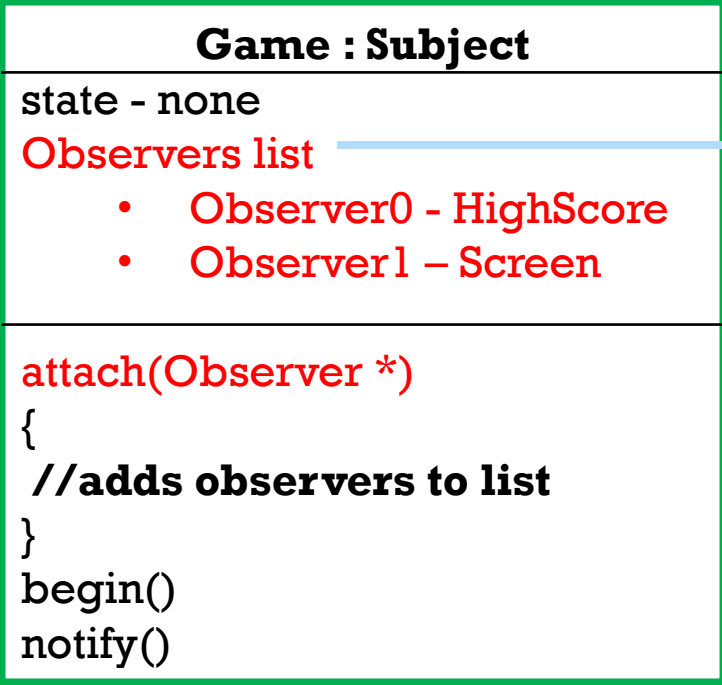 Game : Subject
state - none
Observers list
• Observer0 - HighScore
• Observer1 – Screen
attach(Observer *)
{
//adds observers to list
}
begin()
notify()